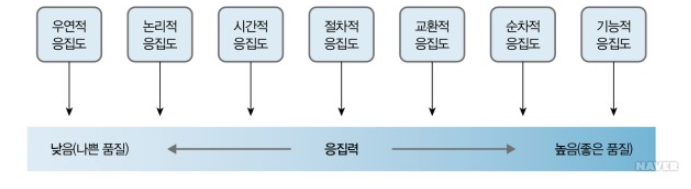 우연적
응집도
논리적
응집도
시간적
응집도
절차적
응집도
교환적
응집도
순차적
응집도
기능적
응집도
낮음(나쁜 품질)
응집력
높음(좋은 품질)
NAVER